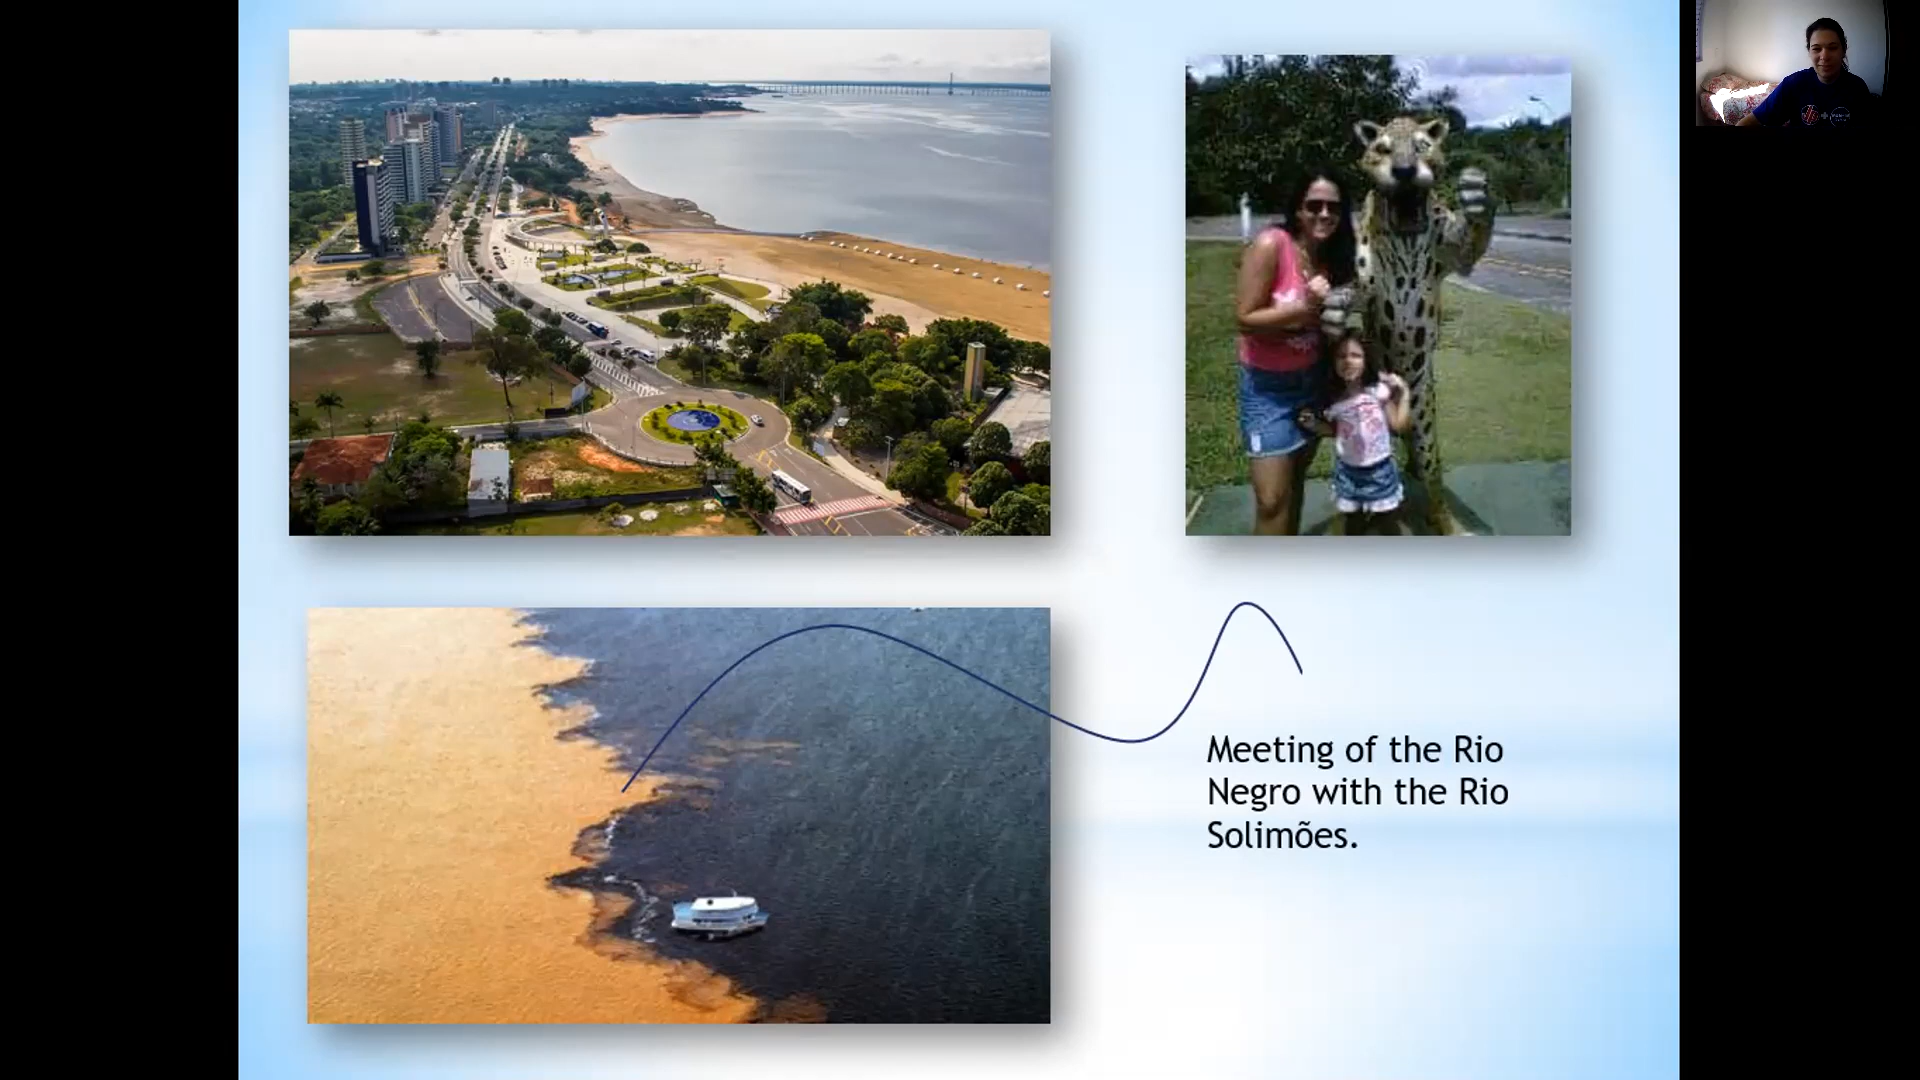 Meeting of the Rio
Negro with the Rio
Solimões.